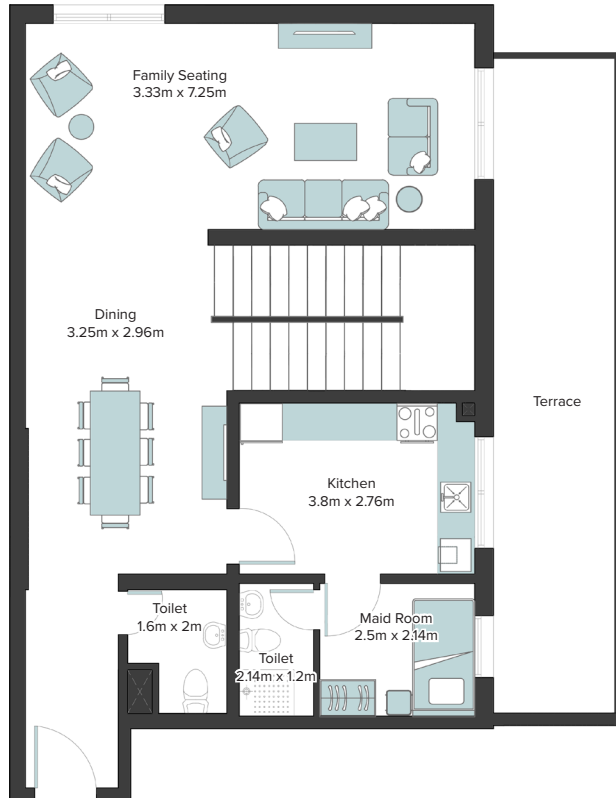 Family Seating
3.33m x 7.25m
Dining
3.25m x 2.96m
Terrace
Kitchen
3.8m x 2.76m
Toilet
1.6m x 2m
Maid Room
2.5m x 2.14m
Toilet
2.14m x 1.2m